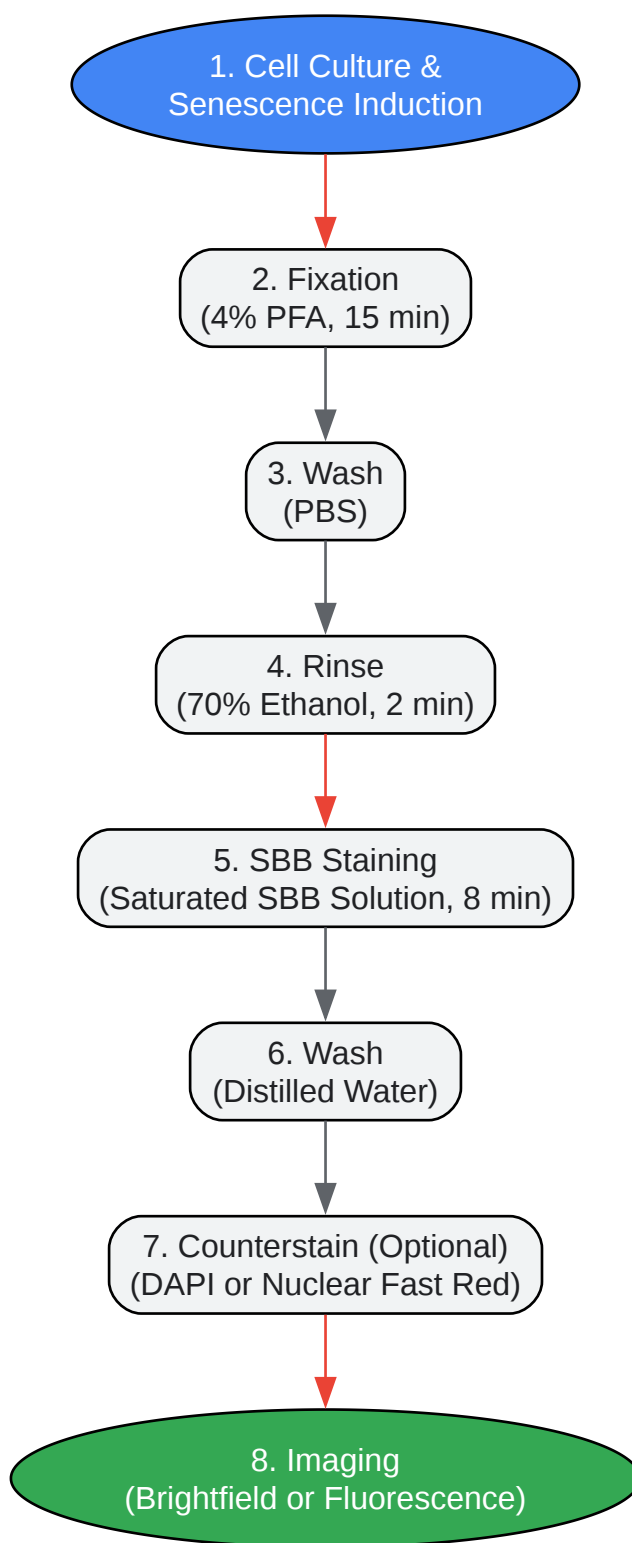 1. Cell Culture &
Senescence Induction
2. Fixation
(4% PFA, 15 min)
3. Wash
(PBS)
4. Rinse
(70% Ethanol, 2 min)
5. SBB Staining
(Saturated SBB Solution, 8 min)
6. Wash
(Distilled Water)
7. Counterstain (Optional)
(DAPI or Nuclear Fast Red)
8. Imaging
(Brightfield or Fluorescence)